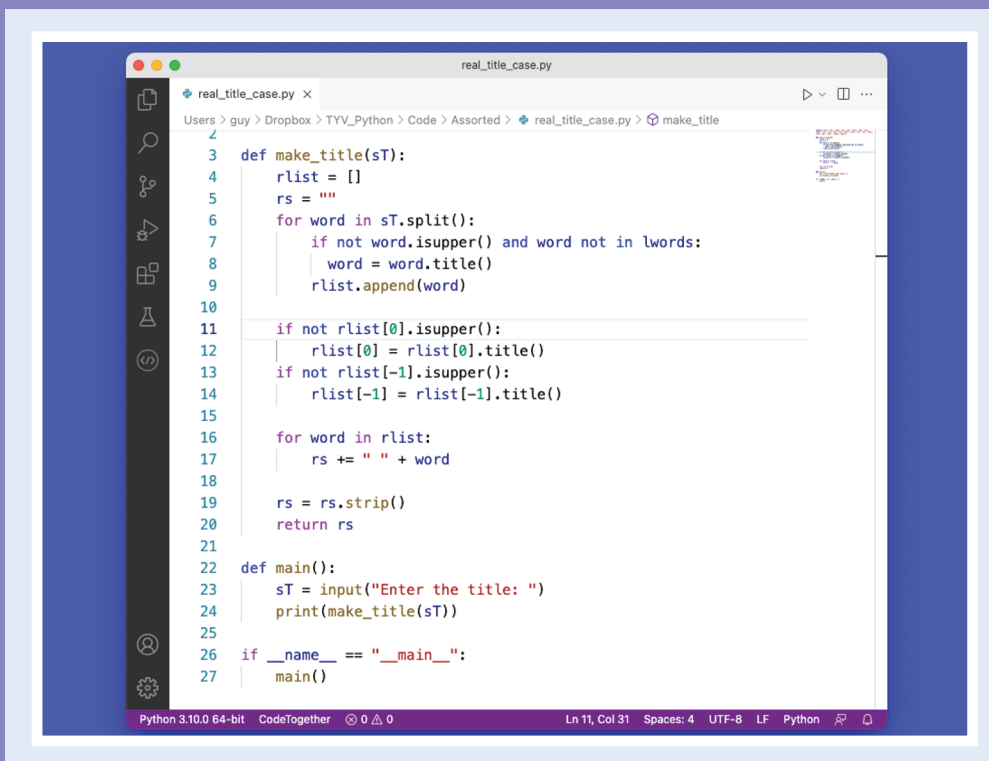 real_title_case.py
real_title_case.py
Users > guy > Dropbox > TYV_Python > Code > Assorted > real_title_case.py > make_title
2
3 def make_title(sT):
4     rlist = []
5     rs = ""
6     for word in sT.split():
7         if not word.isupper() and word not in lwords:
8           word = word.title()
9         rlist.append(word)
10
11     if not rlist[0].isupper():
12         rlist[0] = rlist[0].title()
13     if not rlist[-1].isupper():
14         rlist[-1] = rlist[-1].title()
15
16     for word in rlist:
17         rs += " " + word
18
19     rs = rs.strip()
20     return rs
21
22 def main():
23     sT = input("Enter the title: ")
24     print(make_title(sT))
25
26 if __name__ == "__main__":
27     main()
Python 3.10.0 64-bit CodeTogether 0 0 Ln 11, Col 31 Spaces: 4 UTF-8 LF Python